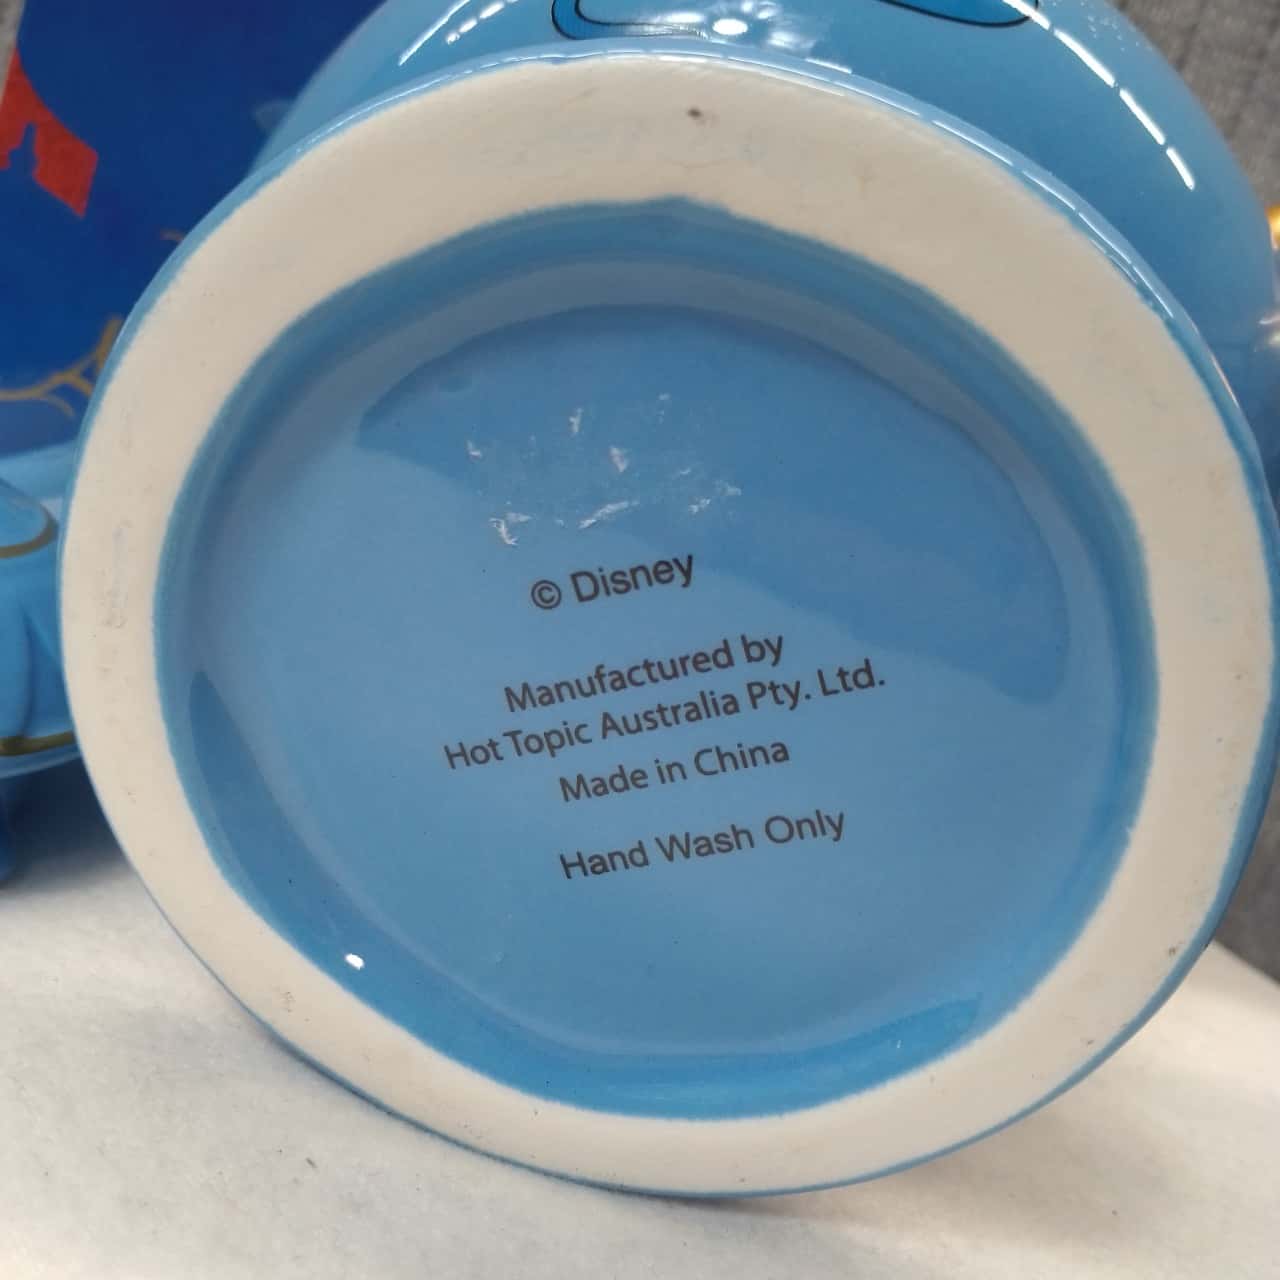 © Disney
Manufactured by
Hot Topic Australia Pty. Ltd.
Made in China
Hand Wash Only